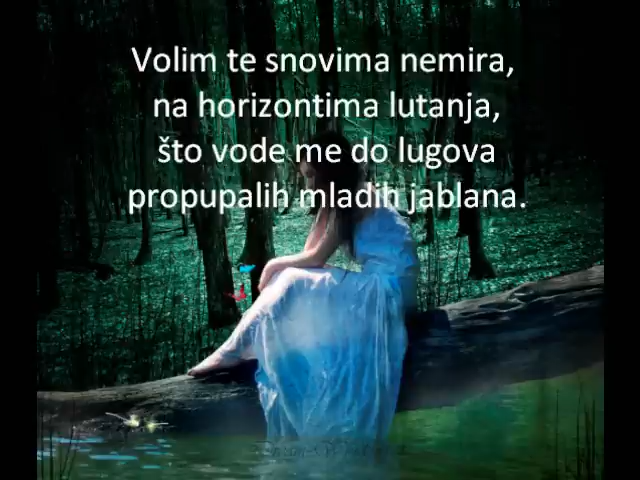 Volim te snovima nemira,
na horizontima lutanja,
što vode me do lugova
propupalih mladih jablana.